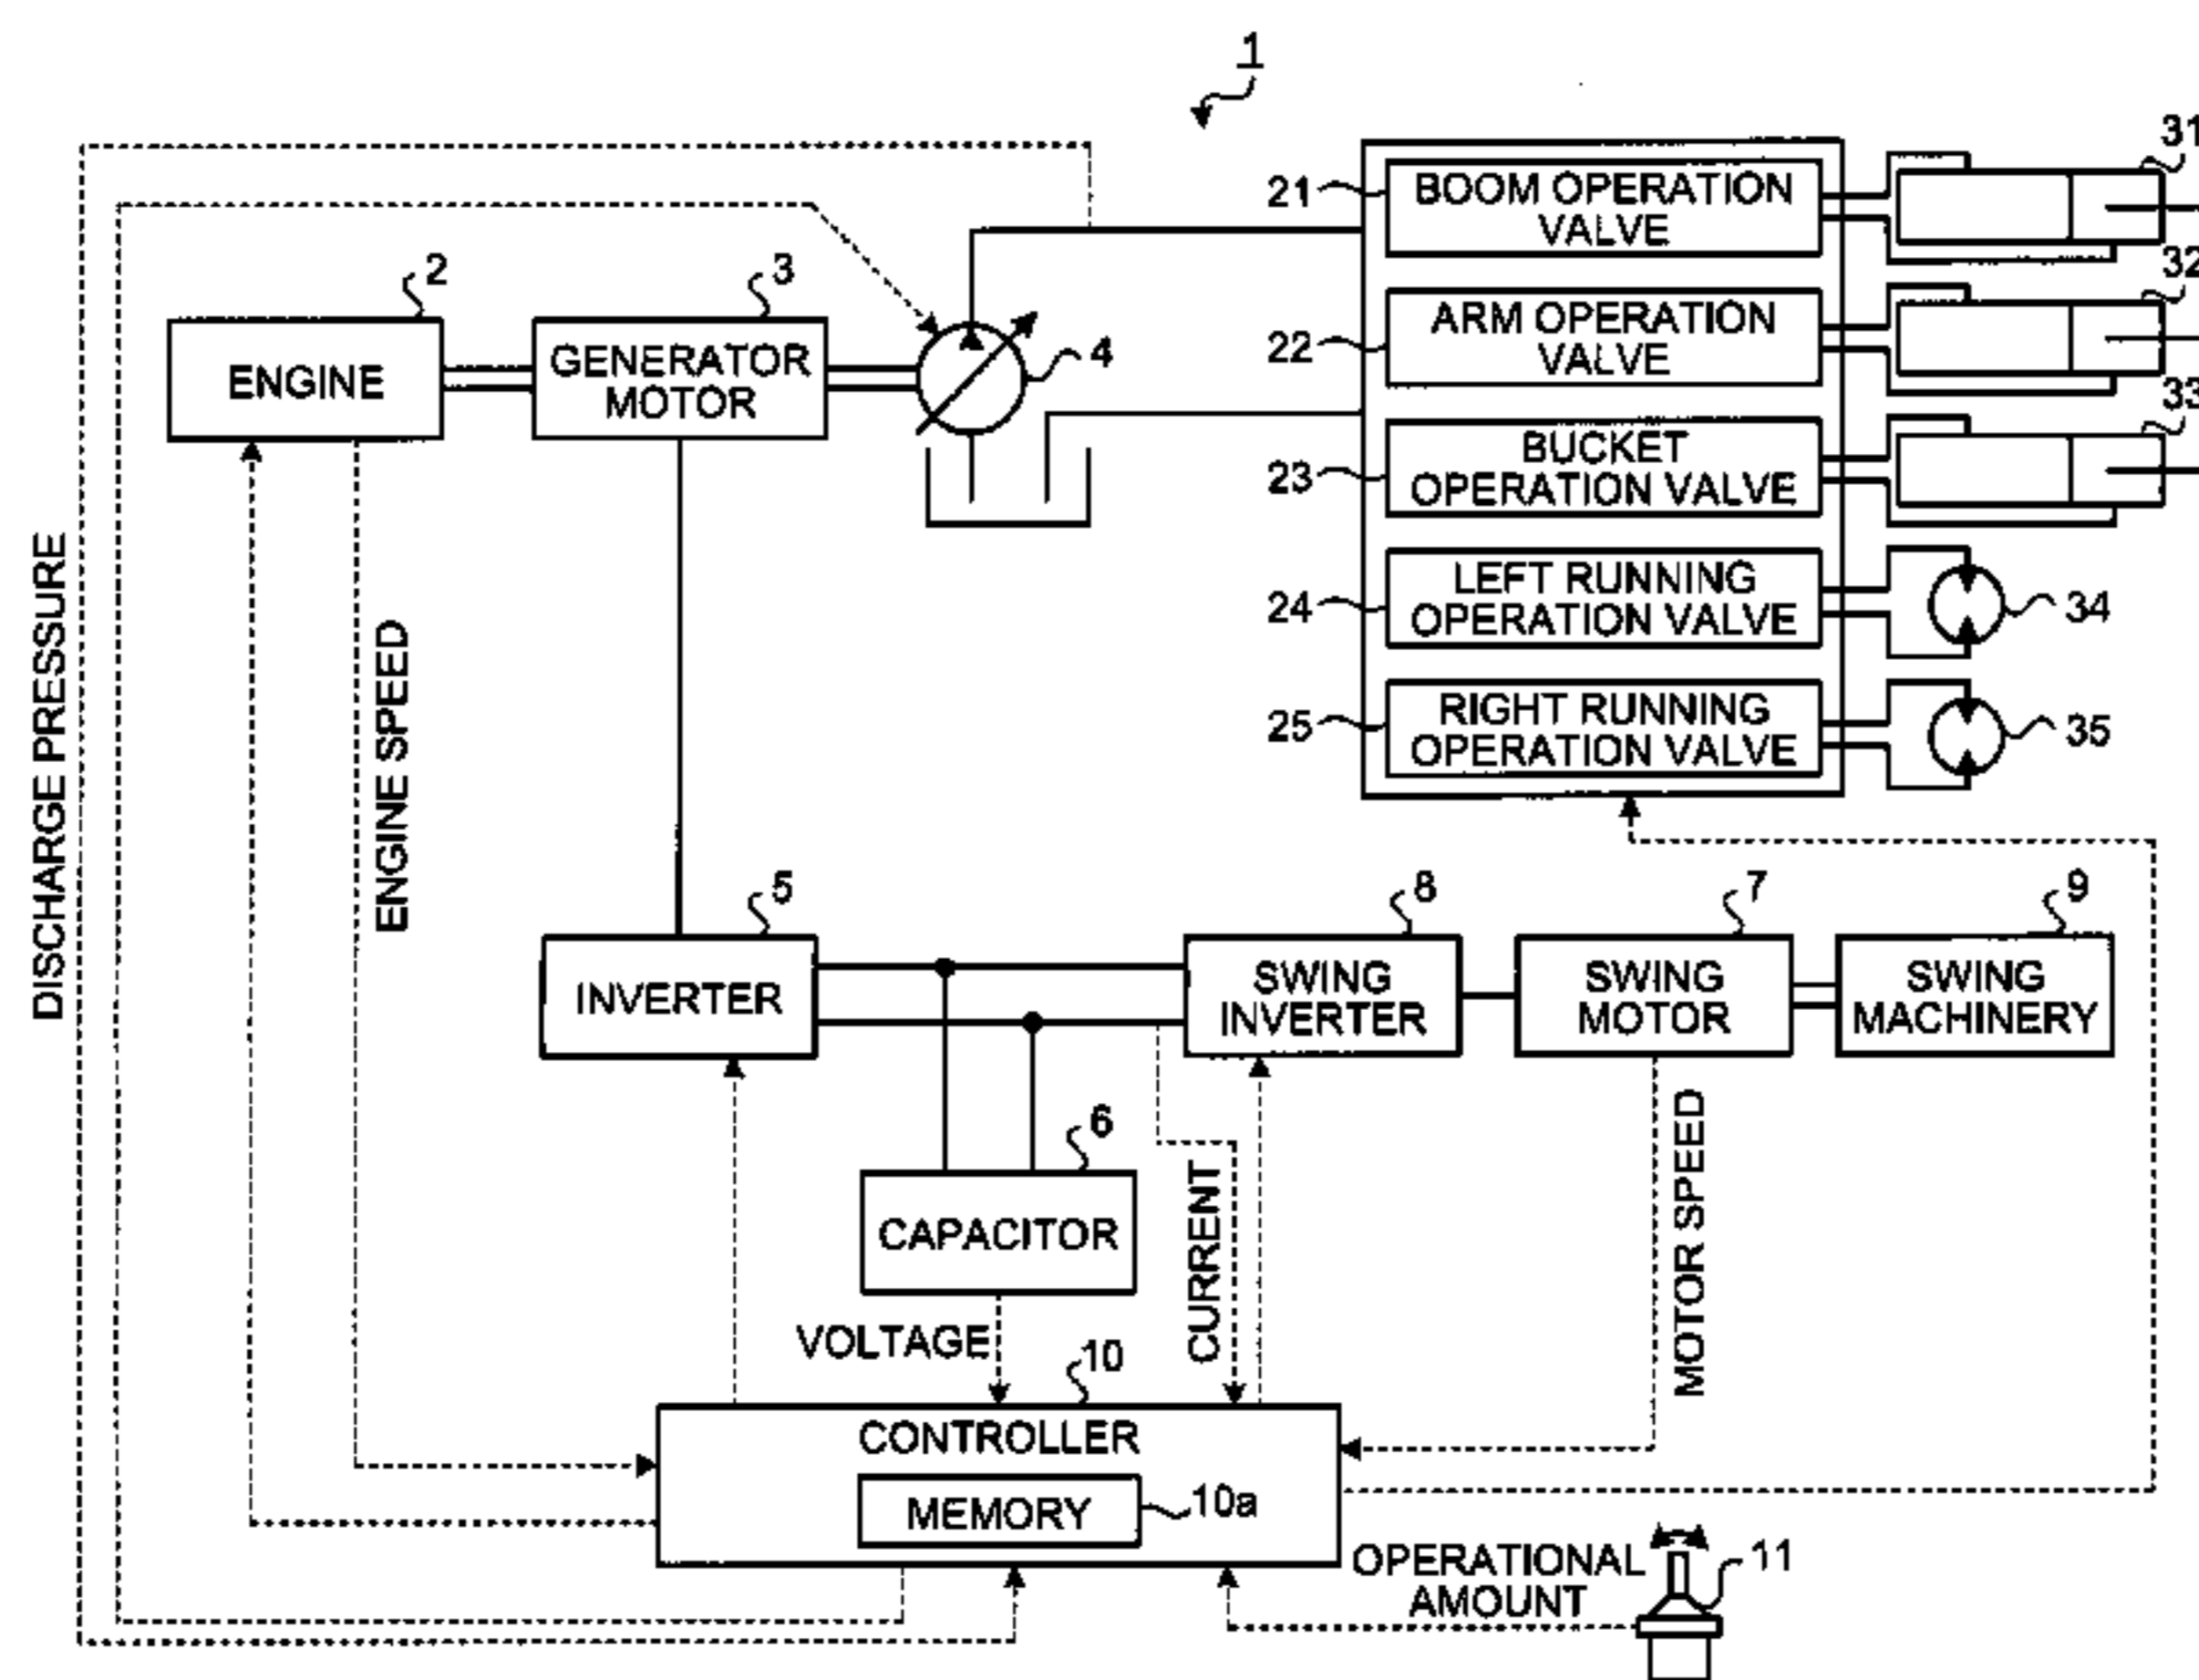 1
31
21
BOOM OPERATION
VALVE
32
2
3
22
ARM OPERATION
VALVE
ENGINE
GENERATOR
MOTOR
4
33
23
BUCKET
OPERATION VALVE
DISCHARGE PRESSURE
ENGINE SPEED
24
LEFT RUNNING
OPERATION VALVE
34
25
RIGHT RUNNING
OPERATION VALVE
35
5
8
7
9
INVERTER
SWING
INVERTER
SWING
MOTOR
SWING
MACHINERY
6
CAPACITOR
CURRENT
MOTOR SPEED
VOLTAGE
10
CONTROLLER
MEMORY
10a
OPERATIONAL
AMOUNT
11